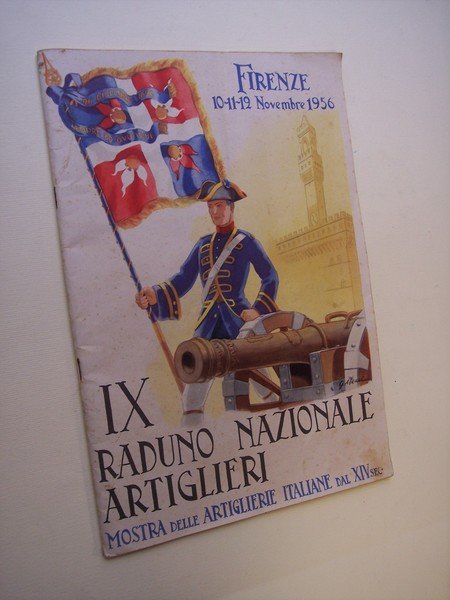 FIRENZE
10-11-12 Novembre 1956
IX
RADUNO NAZIONALE
ARTIGLIERI
MOSTRA DELLE ARTIGLIERIE ITALIANE DAL XIV SEC.